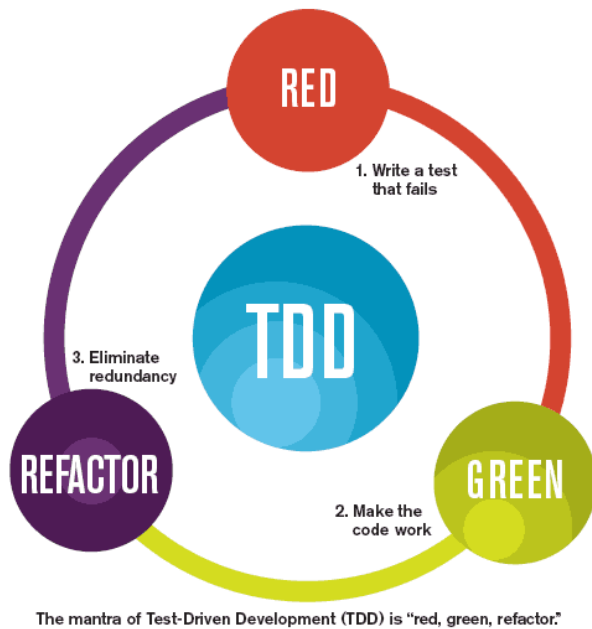 RED
1. Write a test
that fails
TDD
3. Eliminate
redundancy
REFACTOR
GREEN
2. Make the
code work
The mantra of Test-Driven Development (TDD) is “red, green, refactor.”